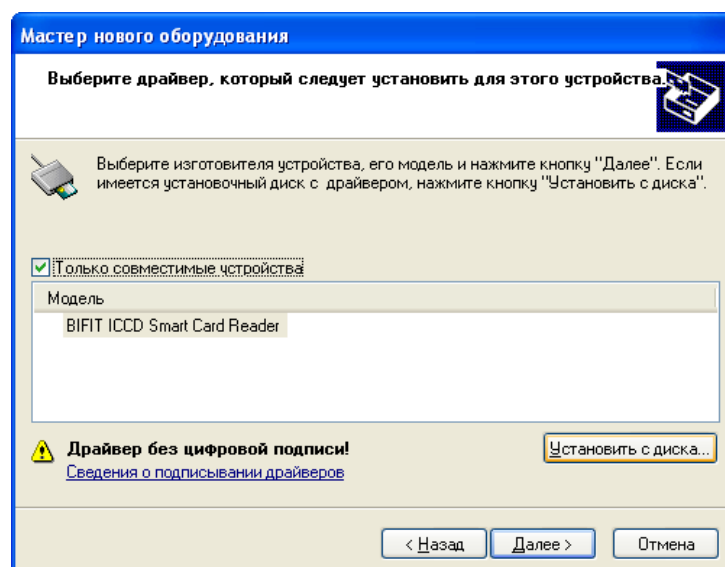 Мастер нового оборудования
Выберите драйвер, который следует установить для этого устройства.
Выберите изготовителя устройства, его модель и нажмите кнопку "Далее". Если
имеется установочный диск с драйвером, нажмите кнопку "Установить с диска".
Только совместимые устройства
Модель
BIFIT ICCD Smart Card Reader
Драйвер без цифровой подписи!
Установить с диска...
Сведения о подписывании драйверов
< Назад
Далее >
Отмена